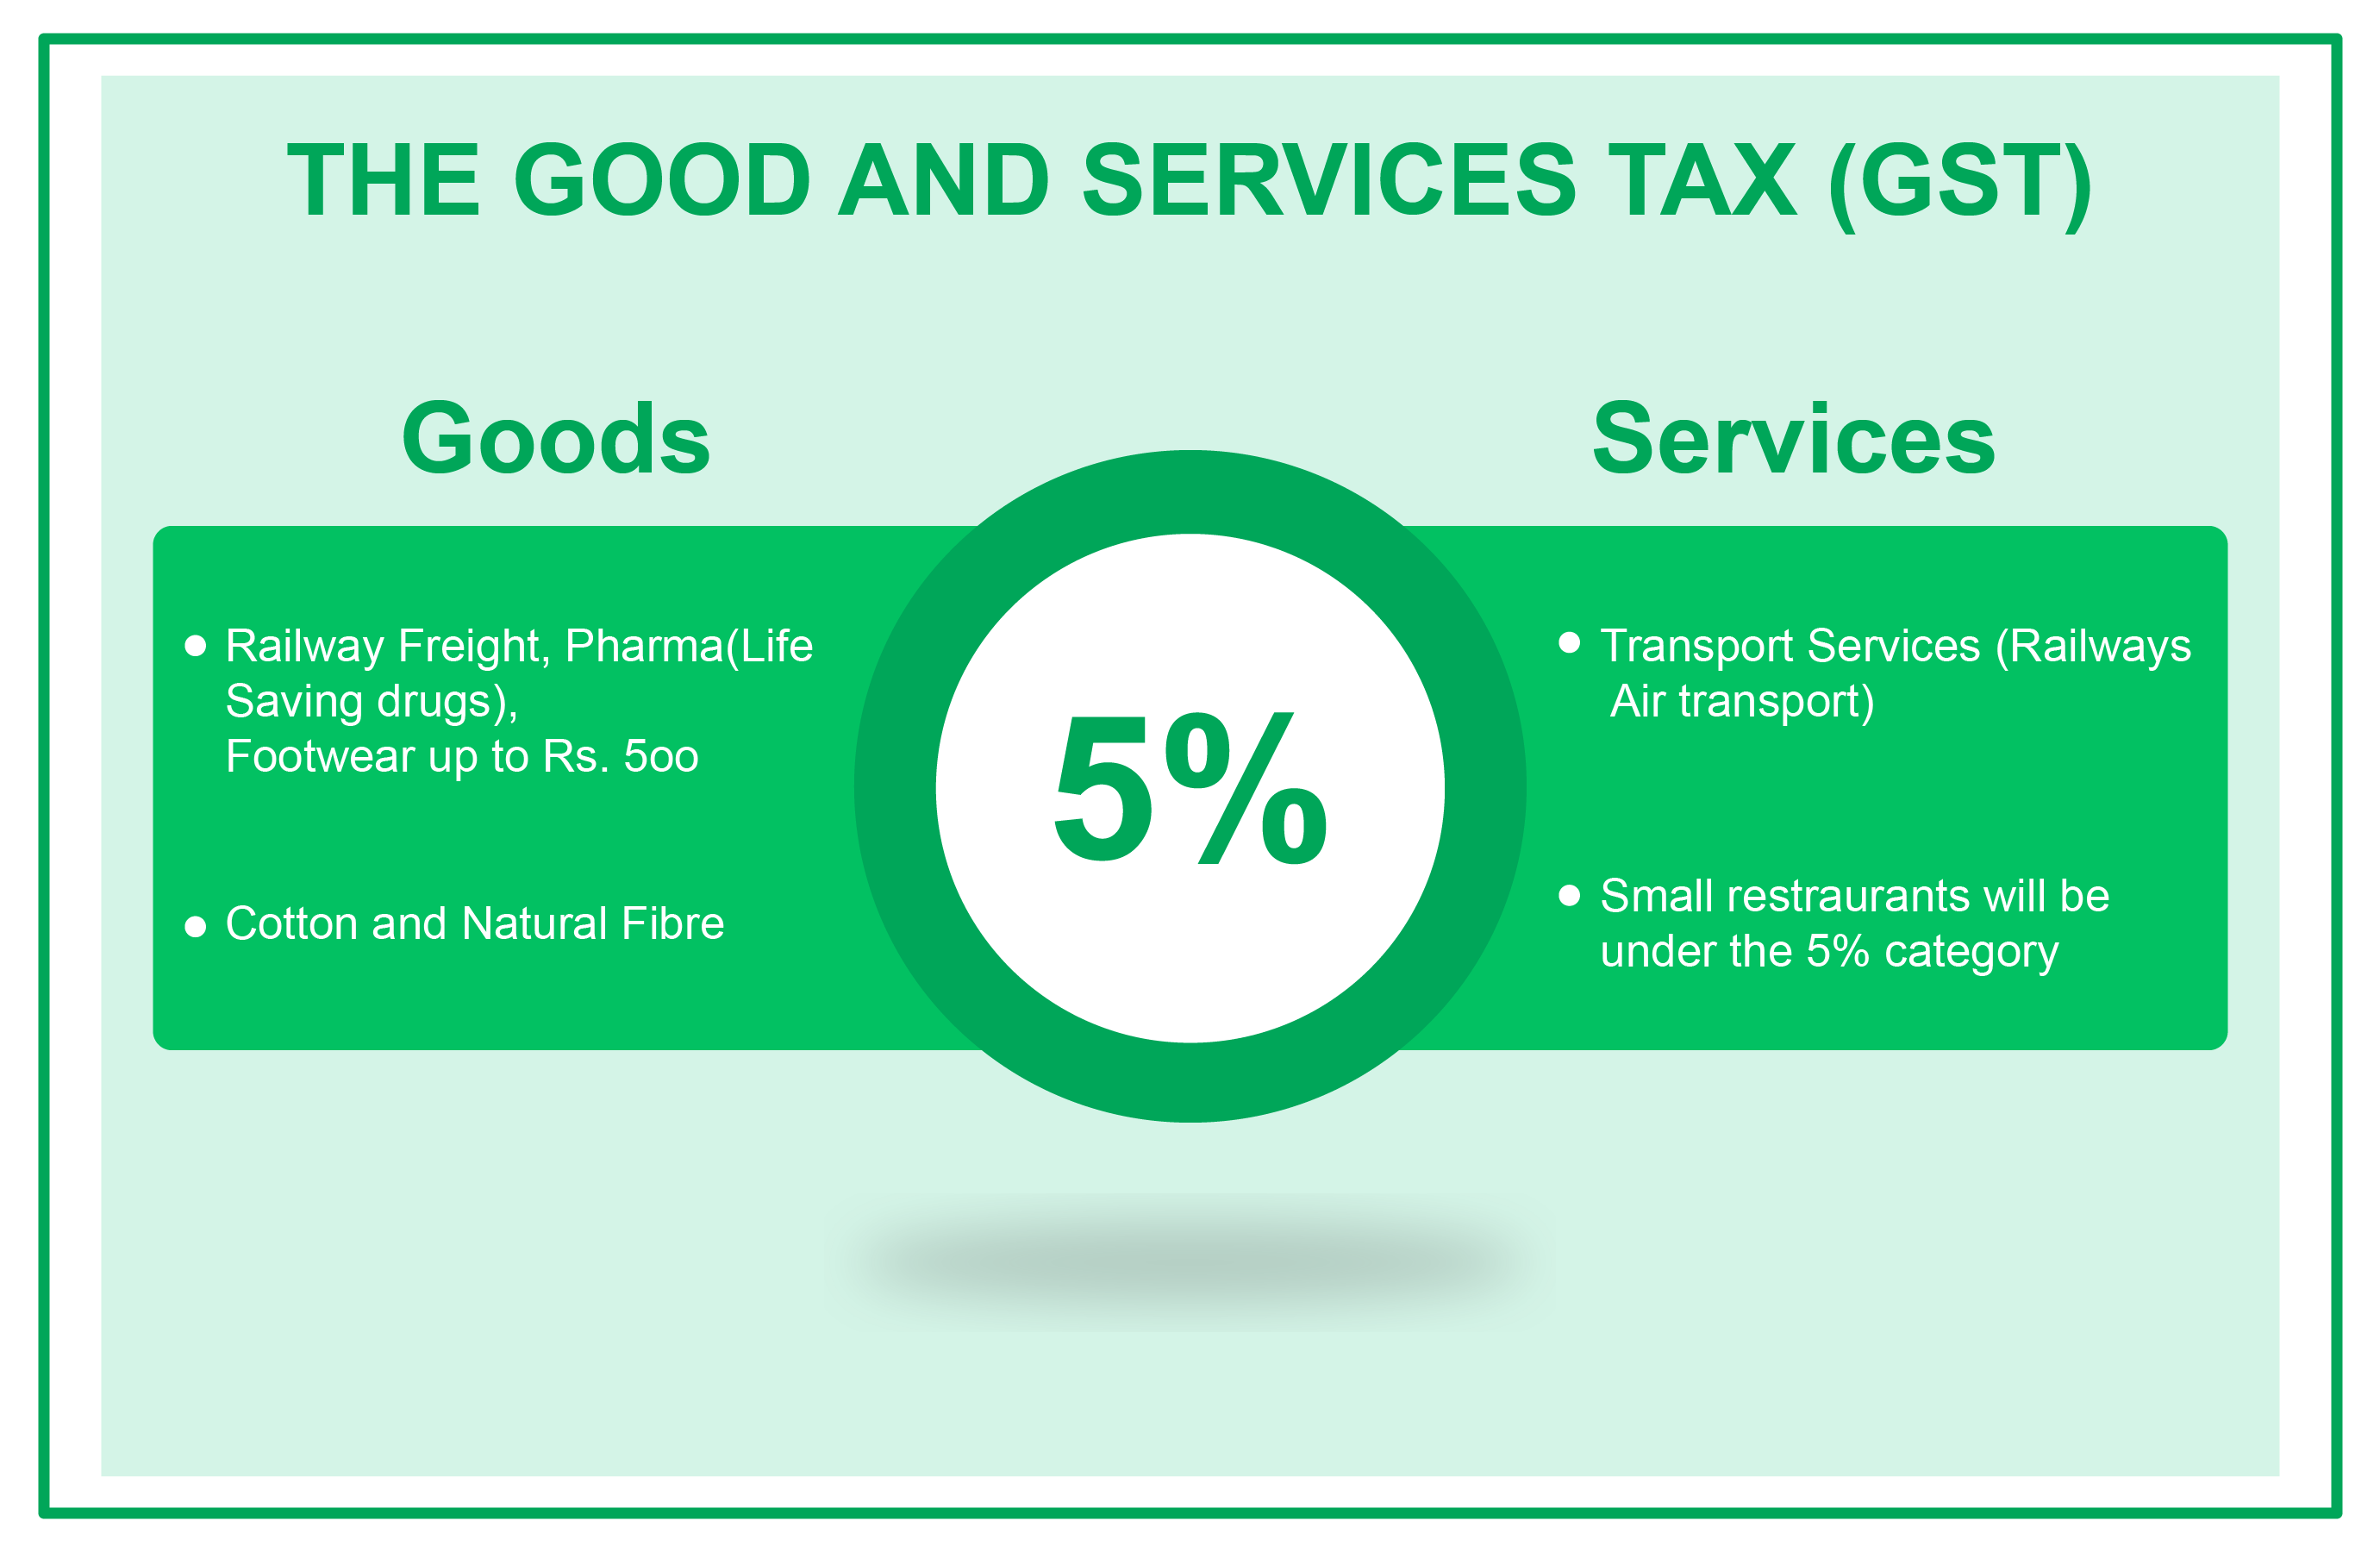 THE GOOD AND SERVICES TAX (GST)
Goods
Railway Freight, Pharma(Life
Saving drugs),
Footwear up to Rs. 5oo
Cotton and Natural Fibre
5%
Services
Transport Services (Railways
Air transport)
Small restraurants will be
under the 5% category